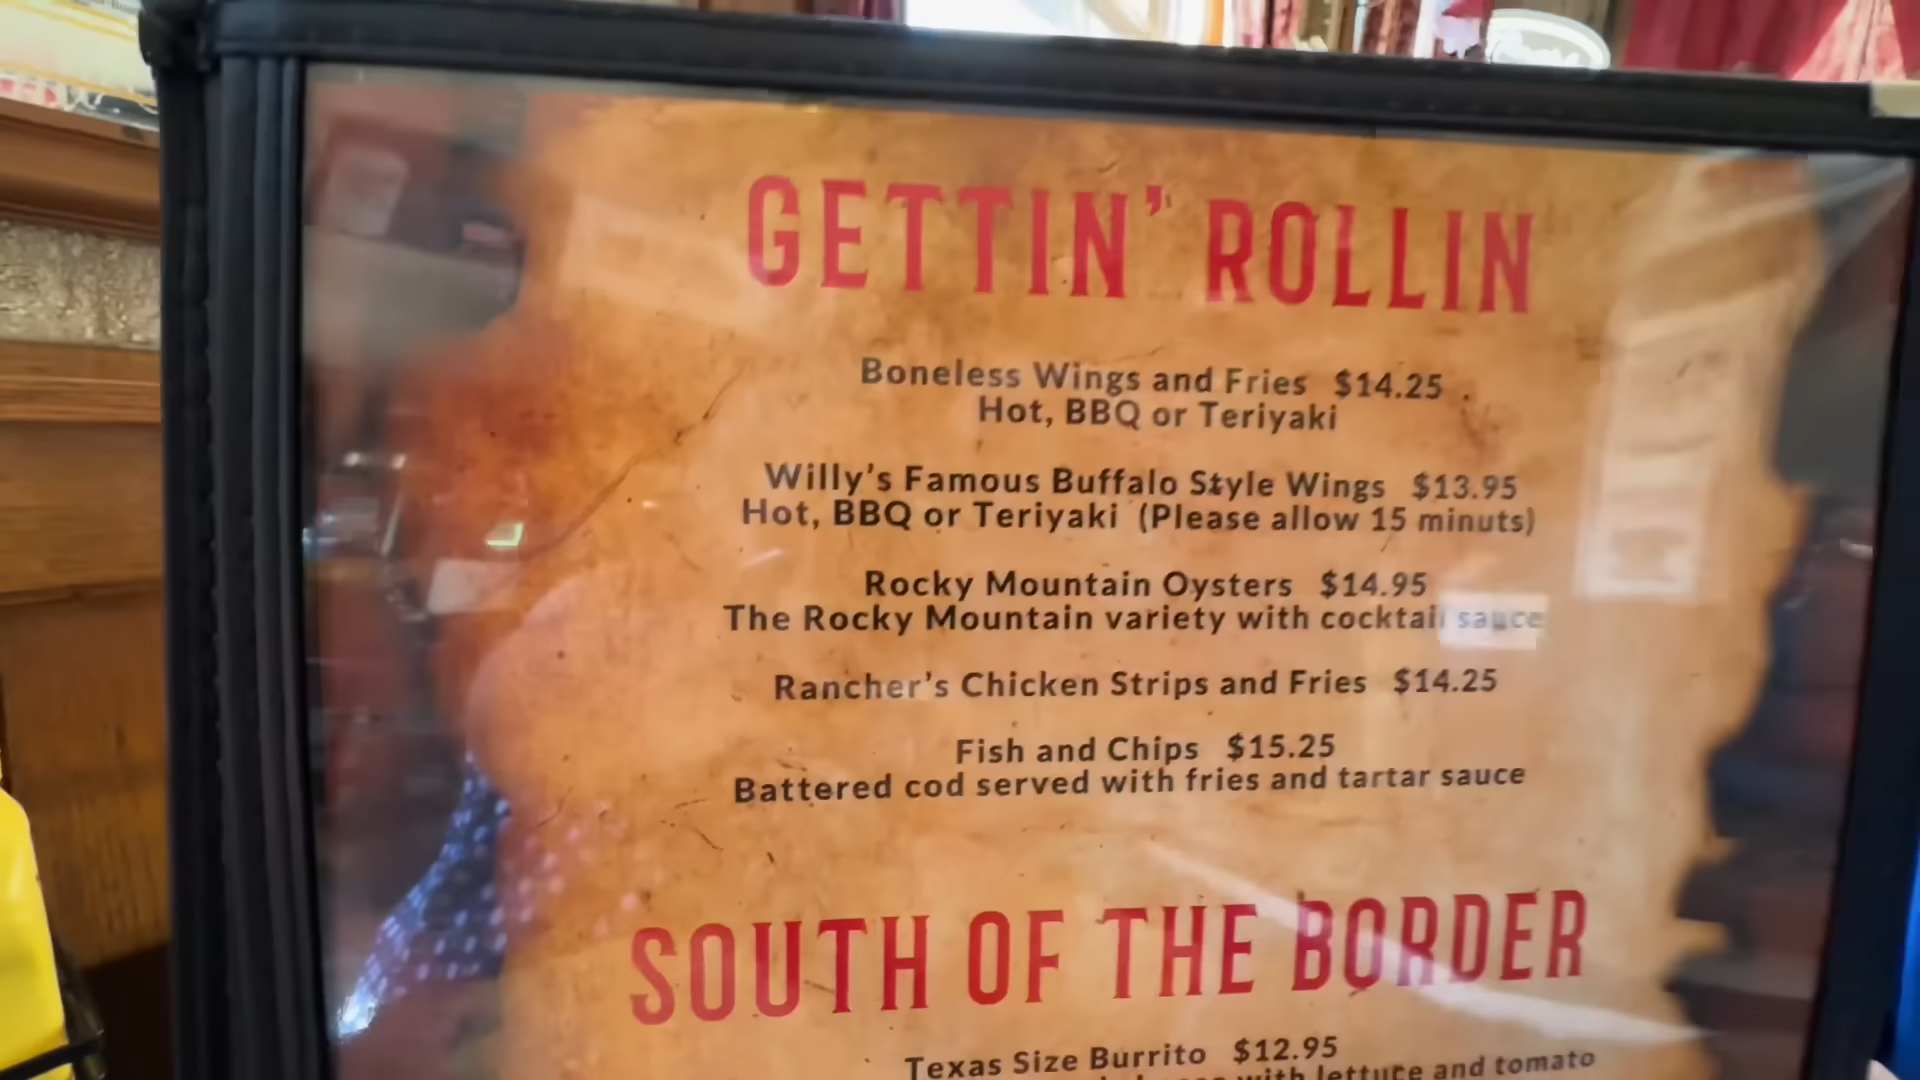 GETTIN' ROLLIN
Boneless Wings and Fries $14.25
Hot, BBQ or Teriyaki
Willy's Famous Buffalo Style Wings $13.95
Hot, BBQ or Teriyaki (Please allow 15 minuts)
Rocky Mountain Oysters $14.95
The Rocky Mountain variety with cocktail sauce
Rancher's Chicken Strips and Fries $14.25
Fish and Chips $15.25
Battered cod served with fries and tartar sauce
SOUTH OF THE BORDER
Texas Size Burrito $12.95
with lettuce and tomato